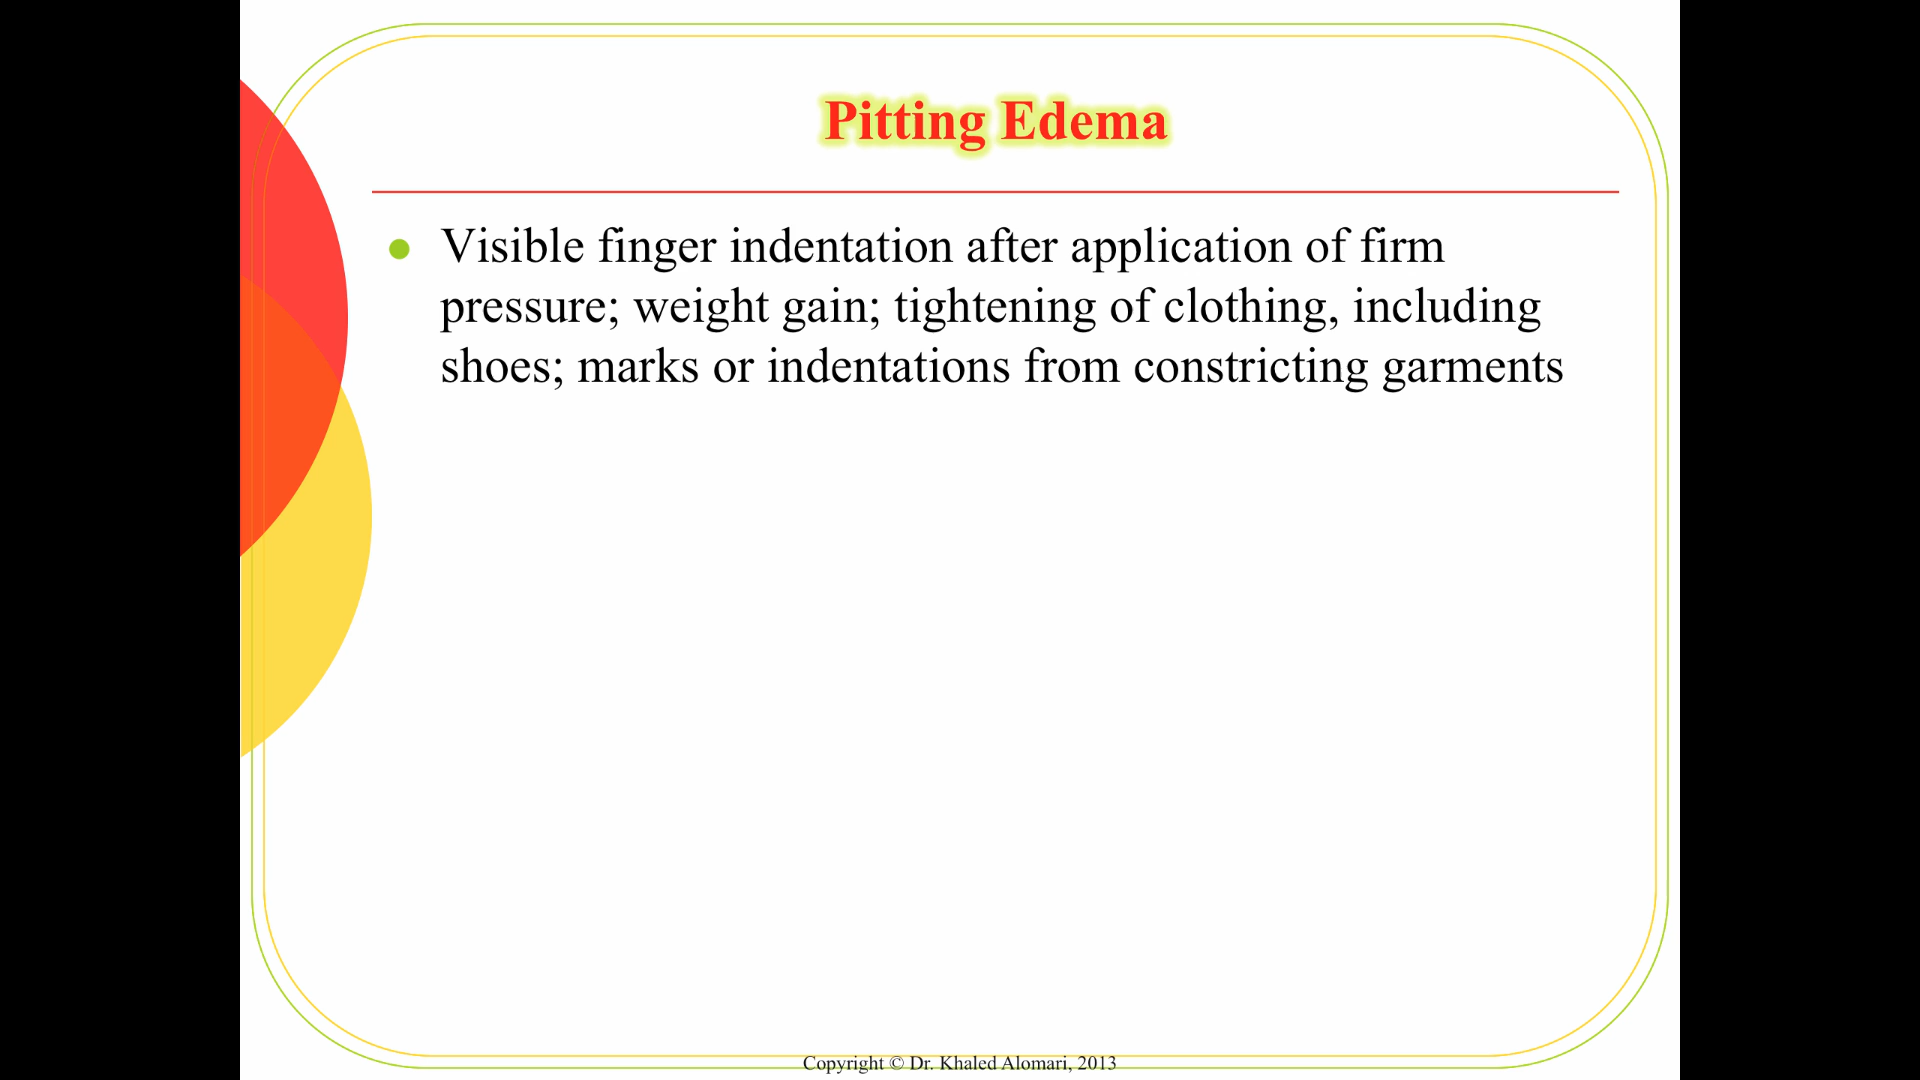 Pitting Edema
Visible finger indentation after application of firm
pressure; weight gain; tightening of clothing, including
shoes; marks or indentations from constricting garments
Copyright © Dr. Khaled Alomari, 2013